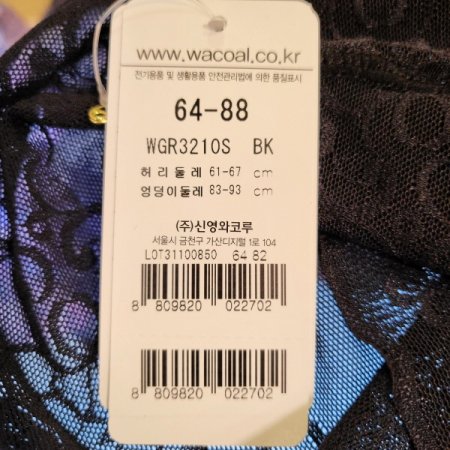 www.wacoal.co.kr
전기용품 및 생활용품 안전관리법에 의한 품질표시
64-88
WGR3210S BK
허리둘레 61-67 cm
엉덩이둘레 83-93 cm
(주)신영와코루
서울시 금천구 가산디지털 1로 104
LOT31100850 64 82
8 809820 022702
8 809820 022702